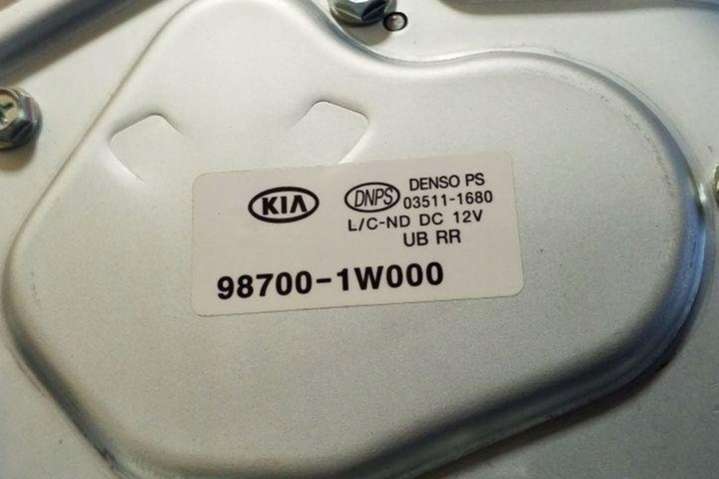 KIA DNPS DENSO PS
03511-1680
L/C-ND DC 12V
UB RR
98700-1W000